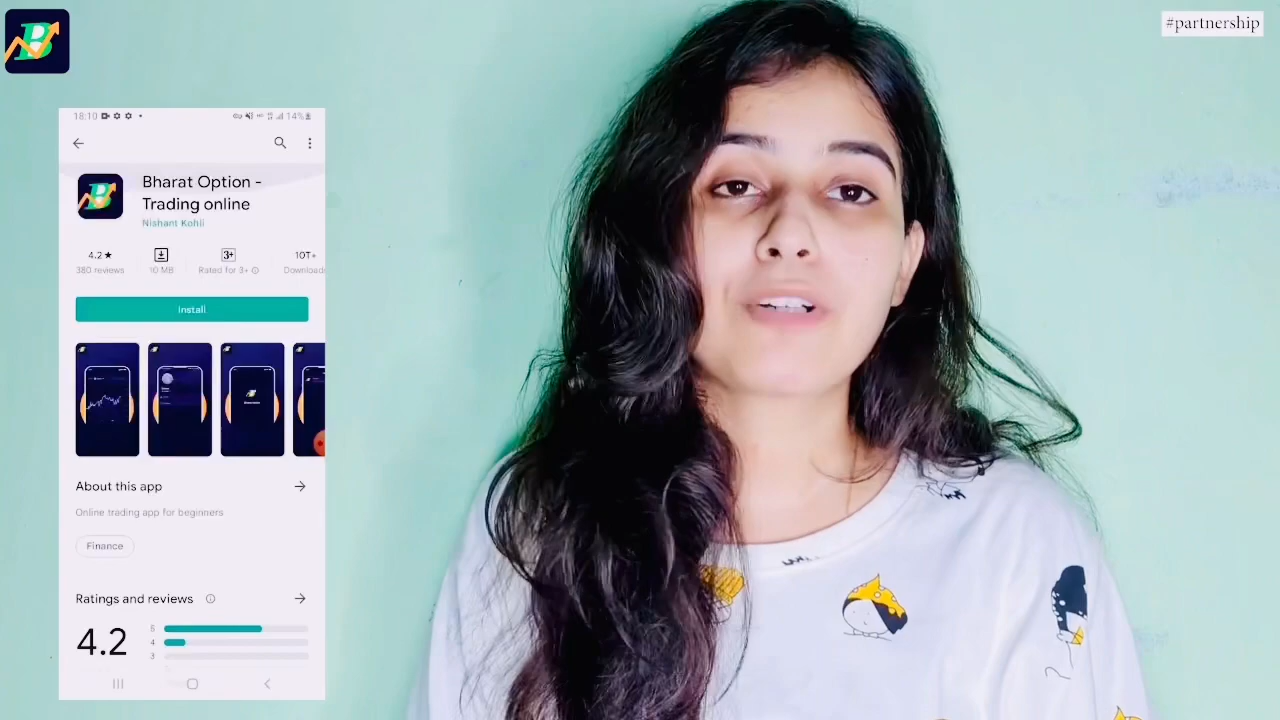 #partnership
18:10
14%
Bharat Option -
Trading online
Nishant Kohli
4.2★
380 reviews
10 MB
3+
Rated for 3+
10T+
Downloads
Install
About this app
Online trading app for beginners
Finance
Ratings and reviews
4.2
5
4
3